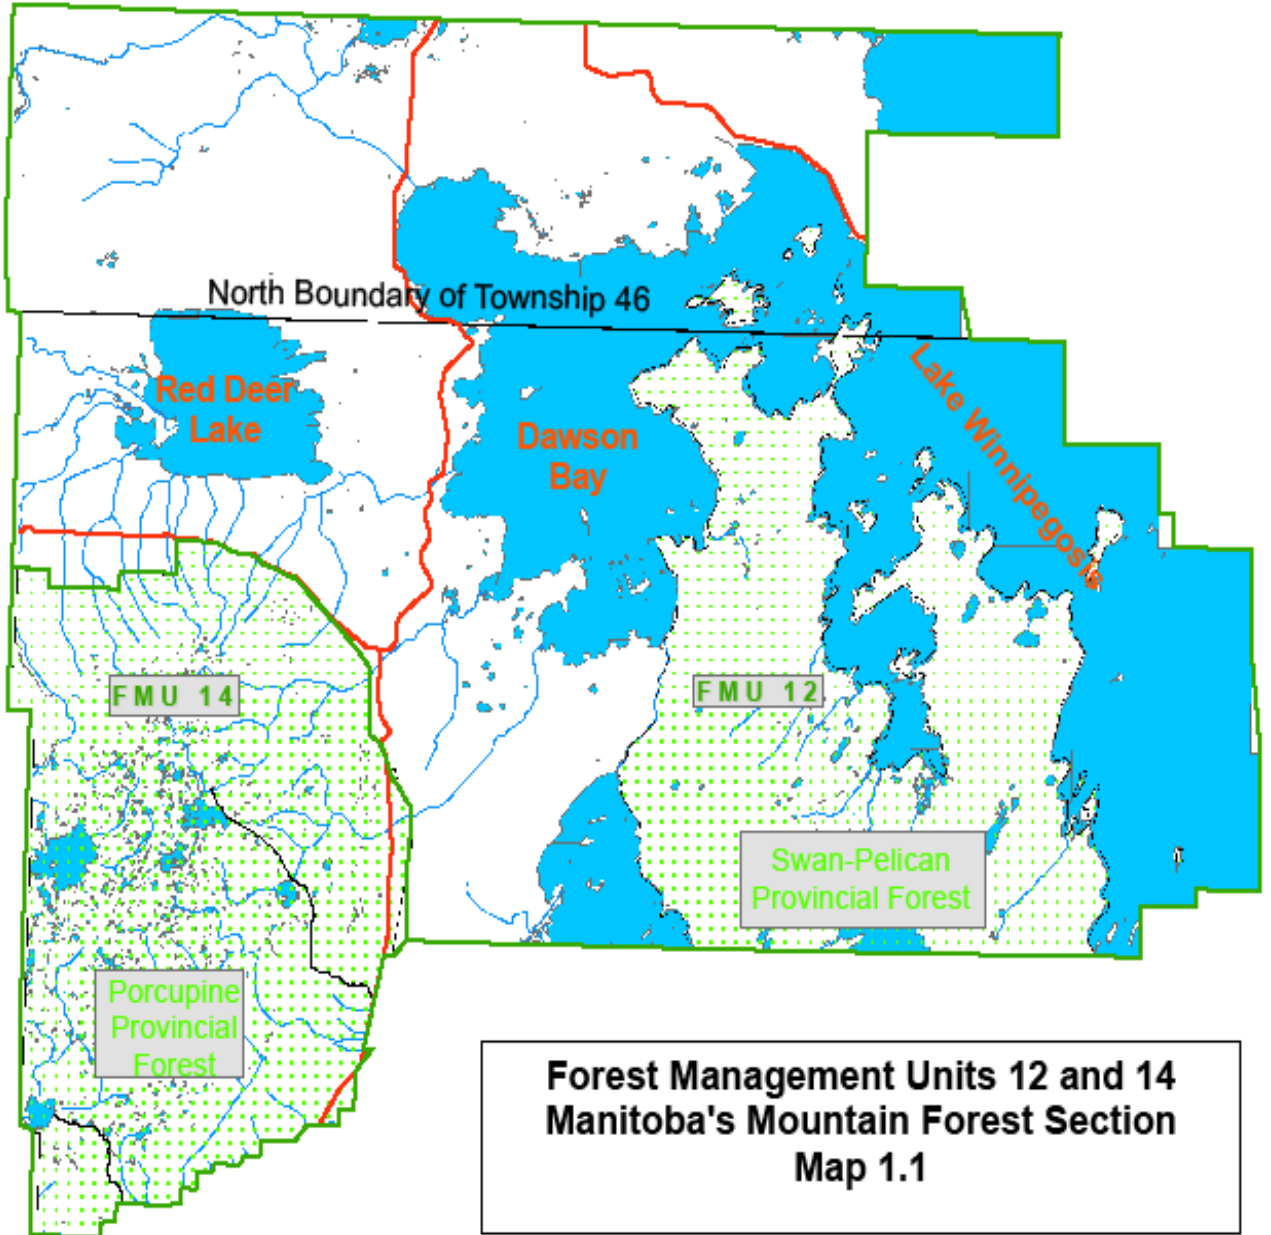 North Boundary of Township 46
Red Deer
Lake
Dawson
Bay
Lake Winnipegosis
FMU 14
FMU 12
Swan-Pelican
Provincial Forest
Porcupine
Provincial
Forest
Forest Management Units 12 and 14
Manitoba's Mountain Forest Section
Map 1.1